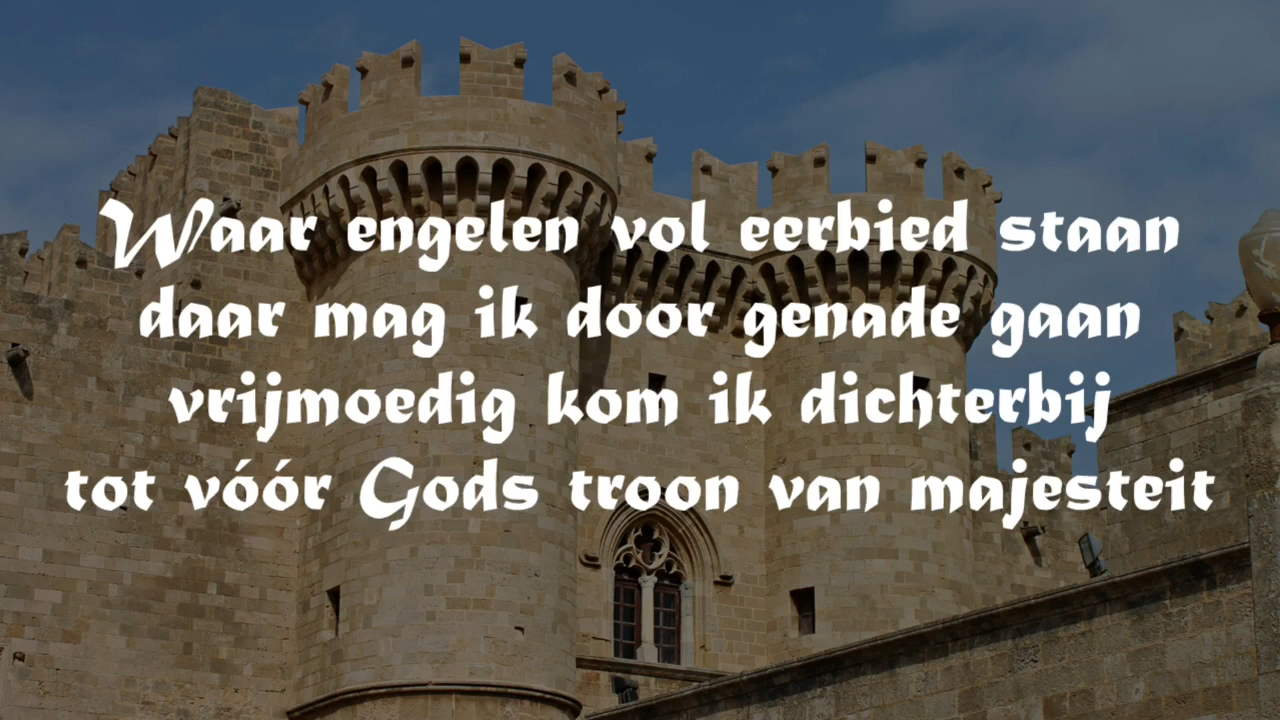 Waar engelen vol eerbied staan
daar mag ik door genade gaan
vrijmoedig kom ik dichterbij
tot vóór Gods troon van majesteit